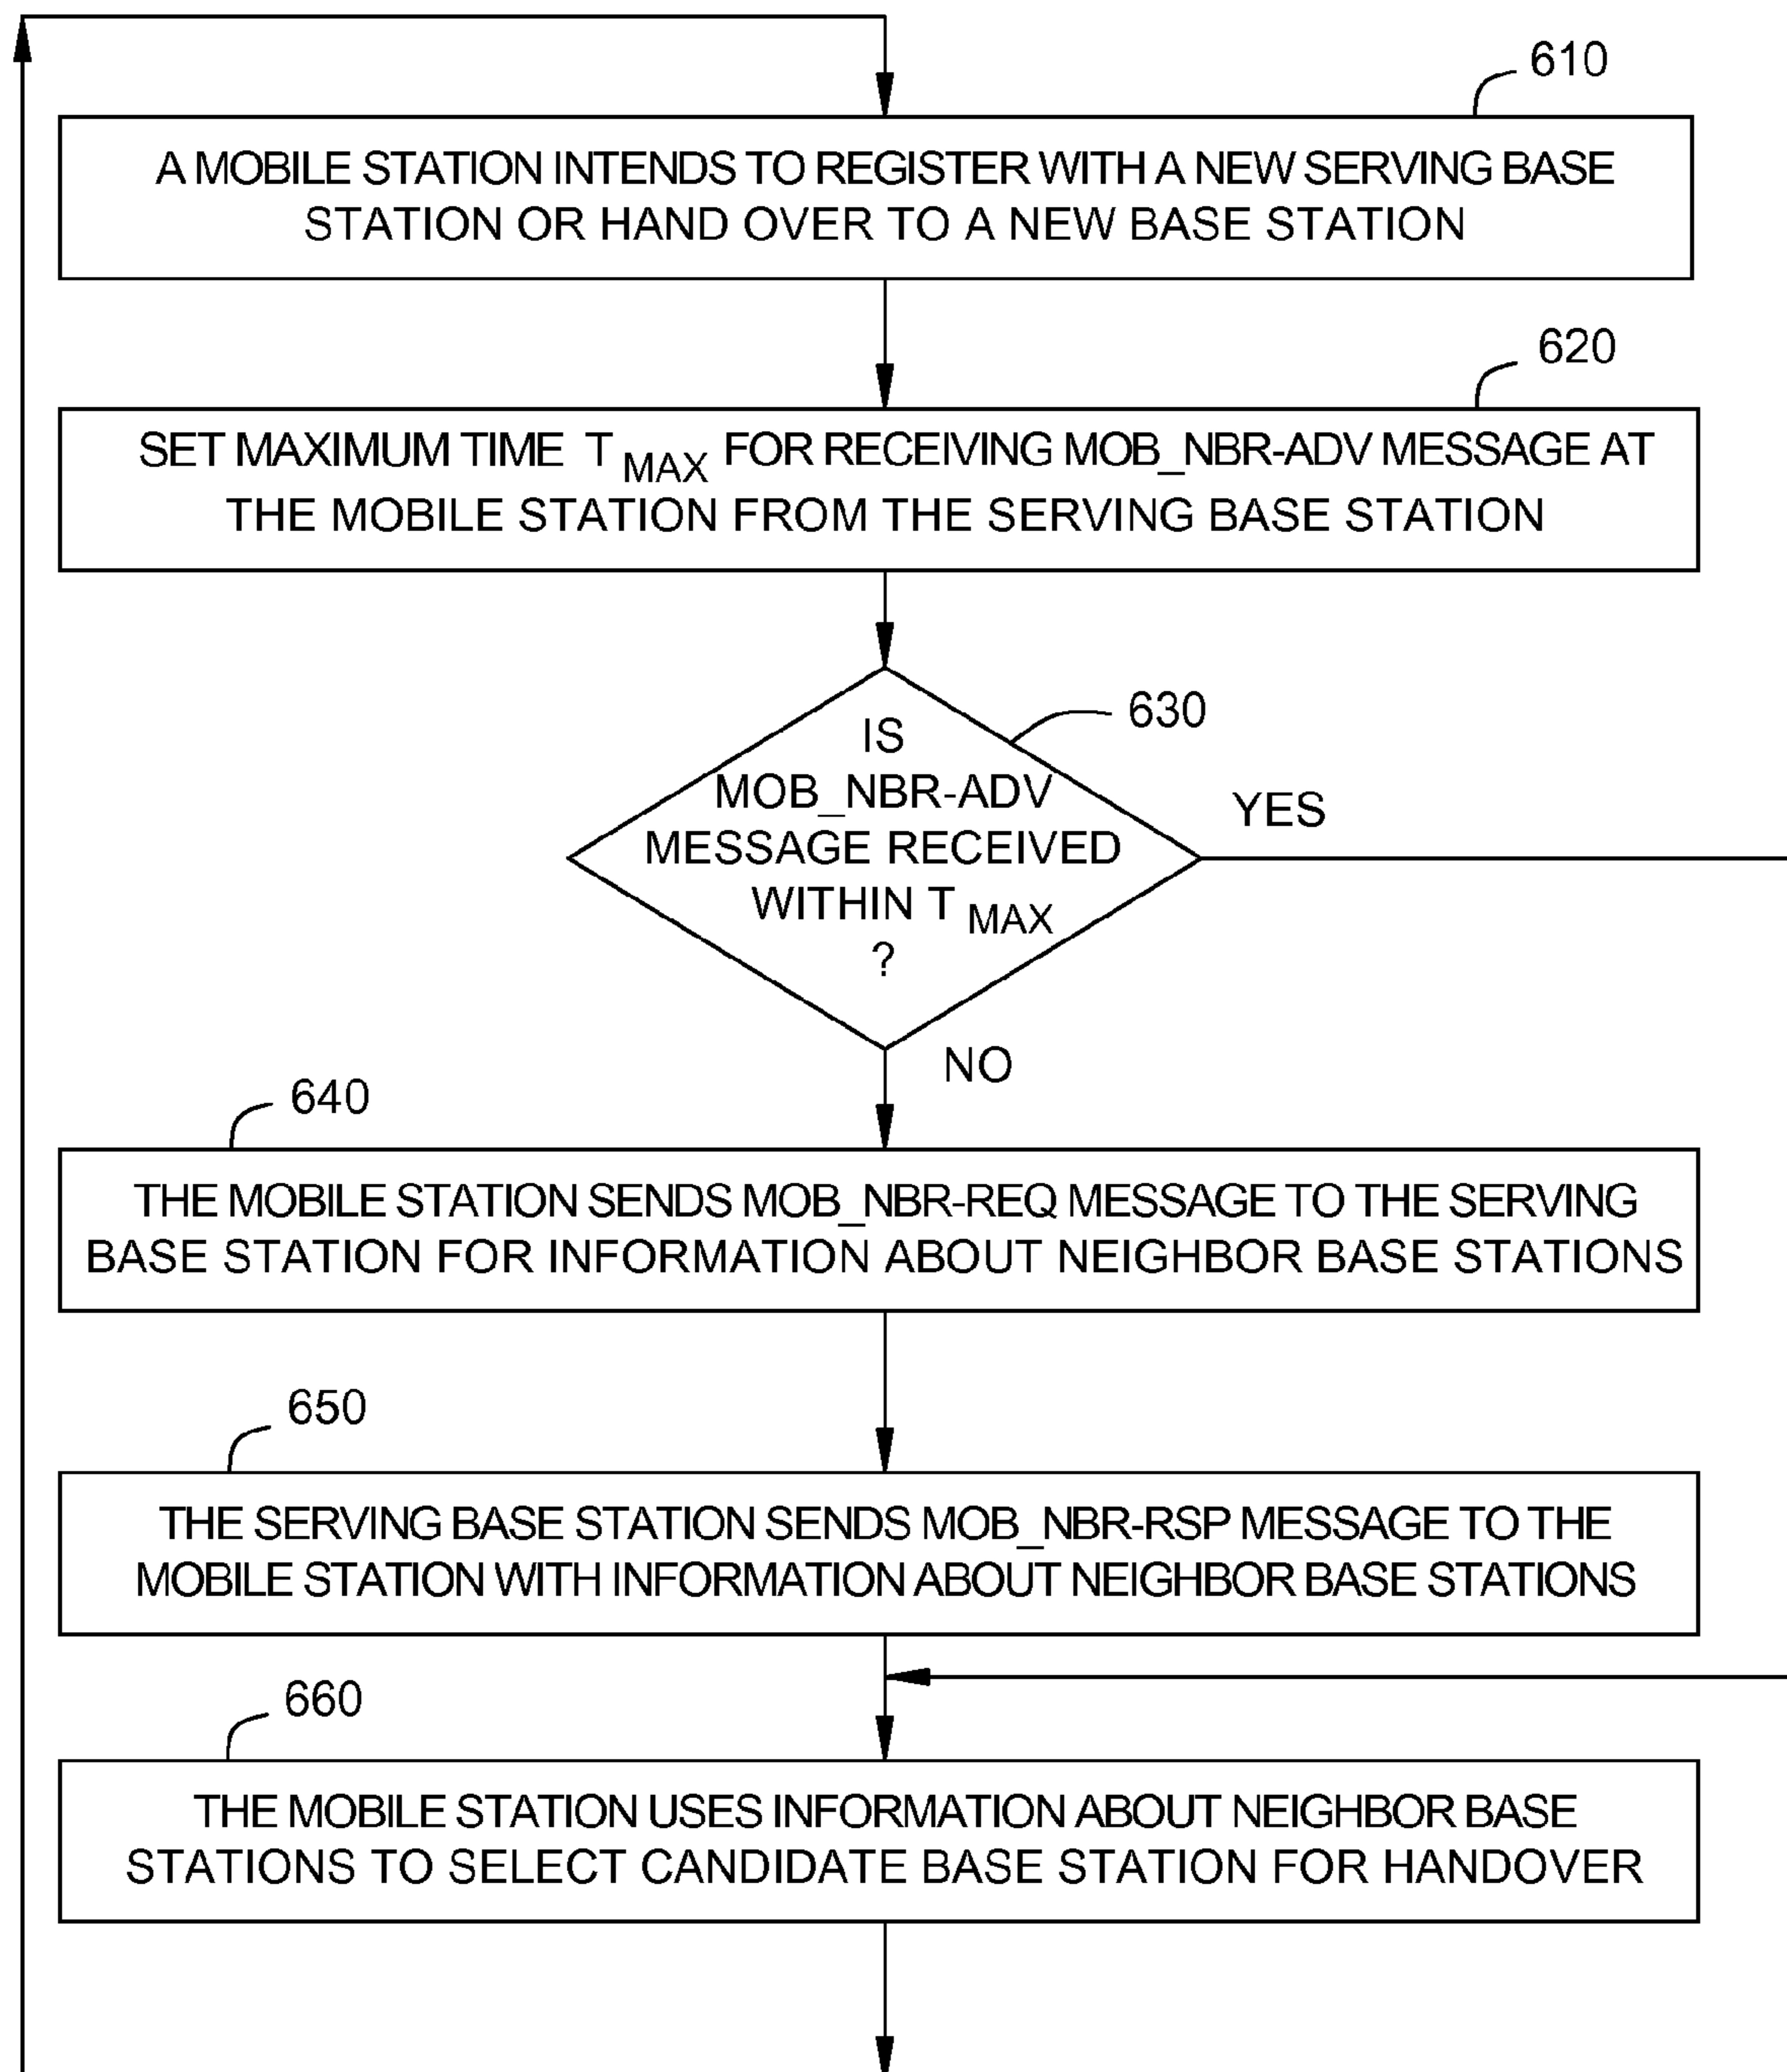 610
A MOBILE STATION INTENDS TO REGISTER WITH A NEW SERVING BASE
STATION OR HAND OVER TO A NEW BASE STATION
620
SET MAXIMUM TIME T MAX FOR RECEIVING MOB_NBR-ADV MESSAGE AT
THE MOBILE STATION FROM THE SERVING BASE STATION
630
IS
MOB_NBR-ADV
MESSAGE RECEIVED
WITHIN T MAX
?
YES
NO
640
THE MOBILE STATION SENDS MOB_NBR-REQ MESSAGE TO THE SERVING
BASE STATION FOR INFORMATION ABOUT NEIGHBOR BASE STATIONS
650
THE SERVING BASE STATION SENDS MOB_NBR-RSP MESSAGE TO THE
MOBILE STATION WITH INFORMATION ABOUT NEIGHBOR BASE STATIONS
660
THE MOBILE STATION USES INFORMATION ABOUT NEIGHBOR BASE
STATIONS TO SELECT CANDIDATE BASE STATION FOR HANDOVER